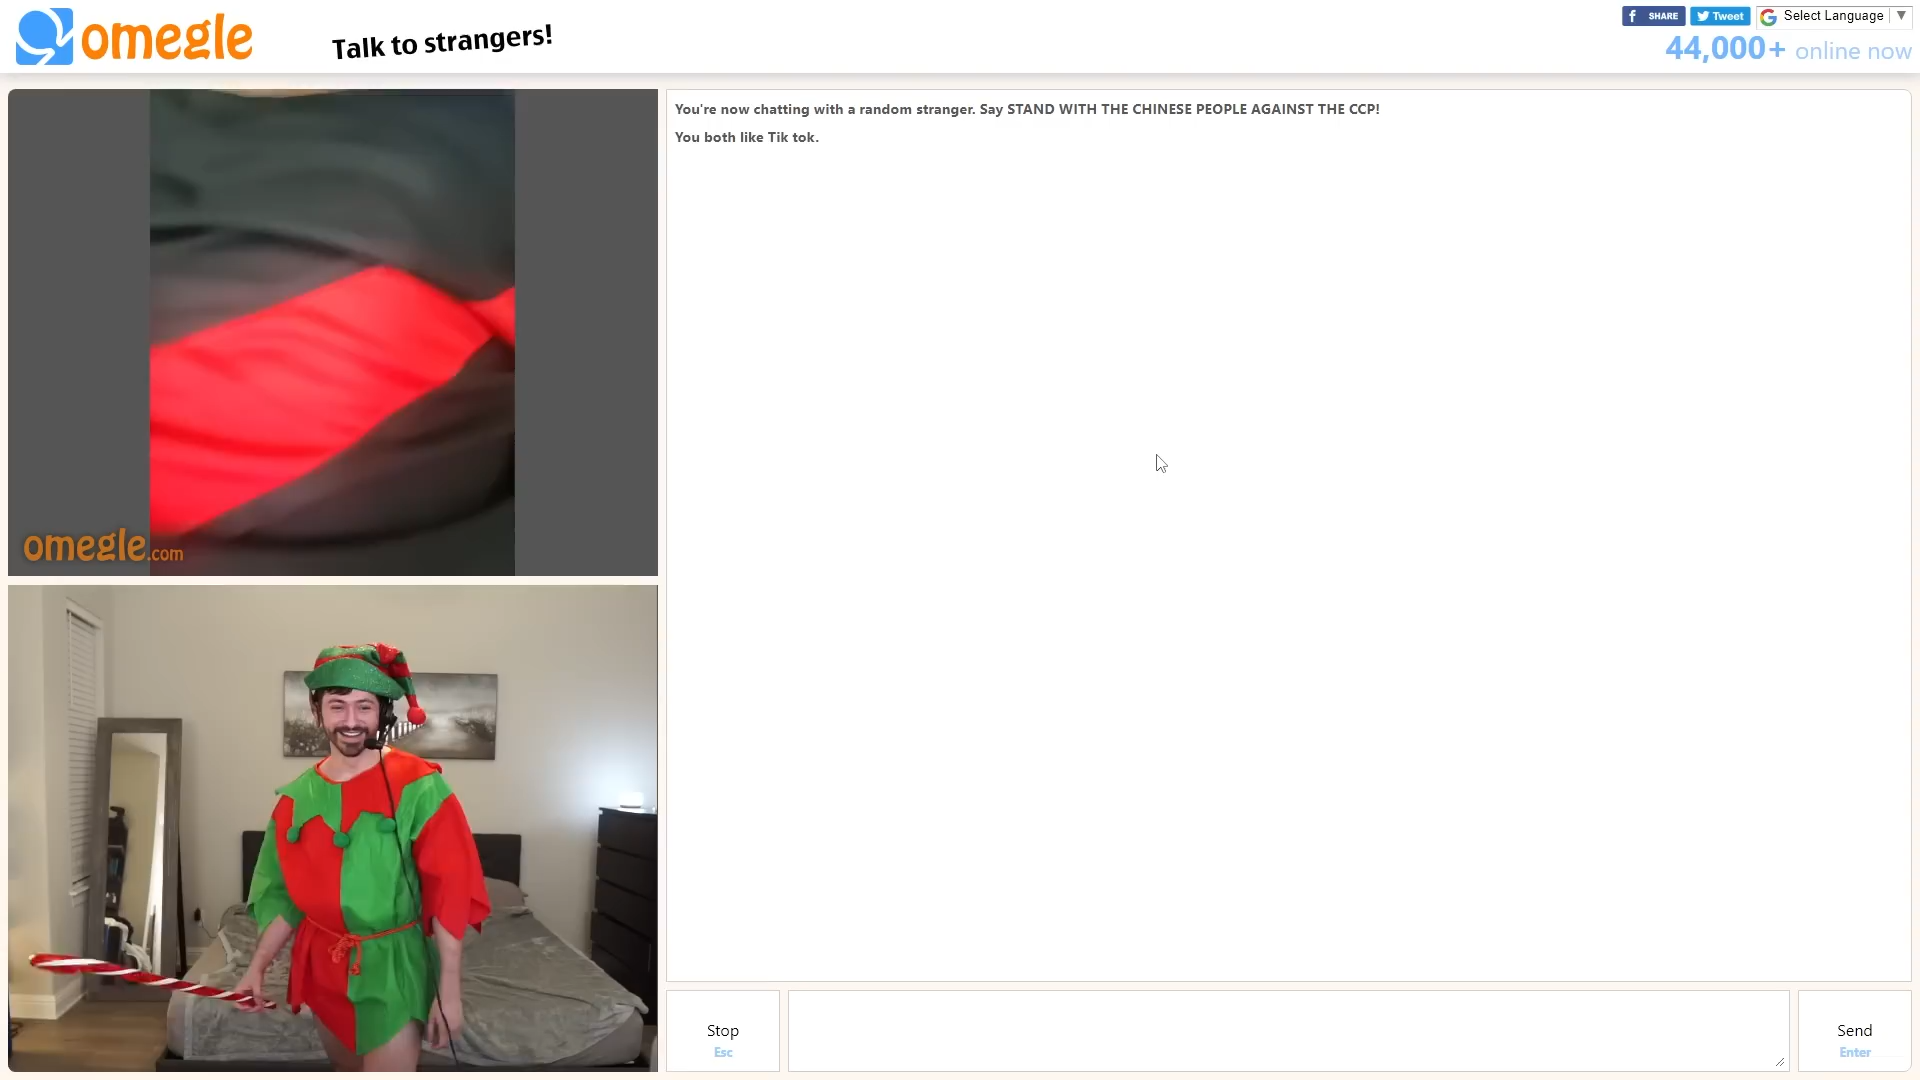 omegle
Talk to strangers!
SHARE
Tweet
Select Language
44,000+ online now
You're now chatting with a random stranger. Say STAND WITH THE CHINESE PEOPLE AGAINST THE CCP!
You both like Tik tok.
omegle.com
Stop
Esc
Send
Enter